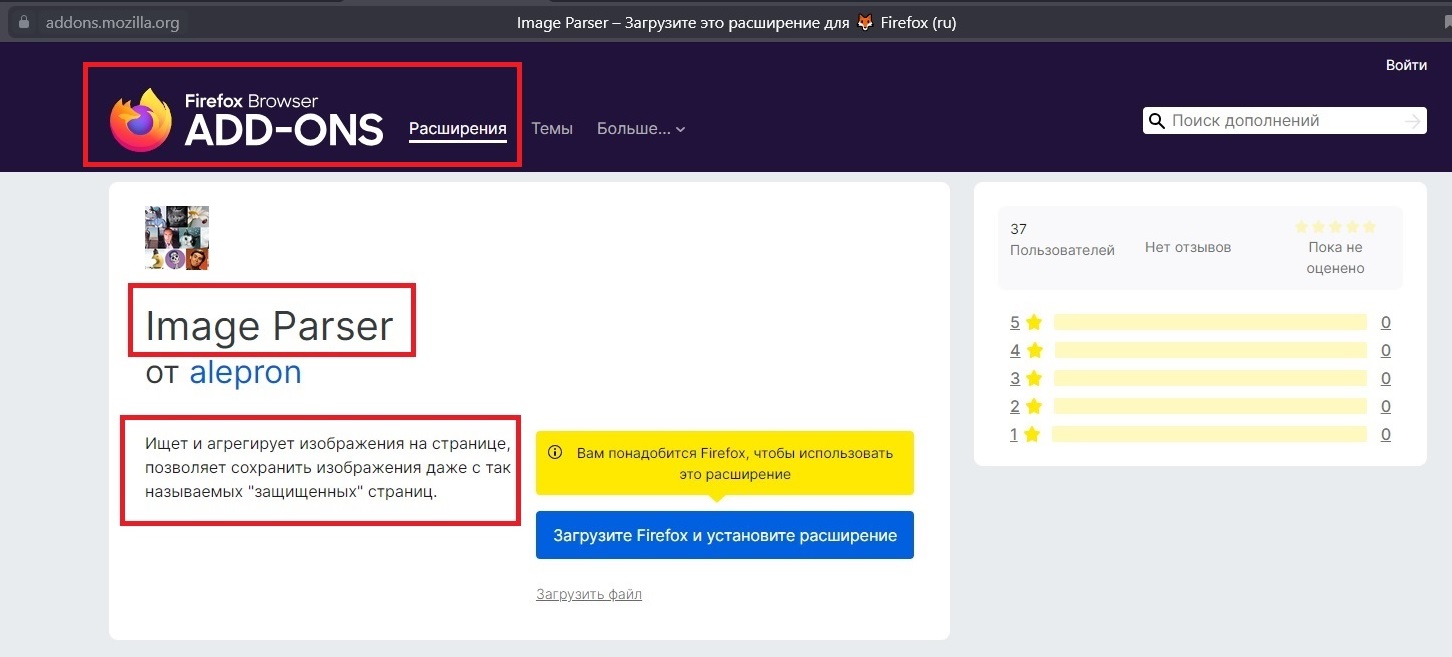 addons.mozilla.org
Image Parser – Загрузите это расширение для 🦊 Firefox (ru)
Войти
Firefox Browser
ADD-ONS
Расширения
Темы
Больше...
Поиск дополнений
Image Parser
от alepron
Ищет и агрегирует изображения на странице,
позволяет сохранить изображения даже с так
называемых "защищенных" страниц.
Вам понадобится Firefox, чтобы использовать
это расширение
Загрузите Firefox и установите расширение
Загрузить файл
37
Пользователей
Нет отзывов
Пока не
оценено
5 0
4 0
3 0
2 0
1 0